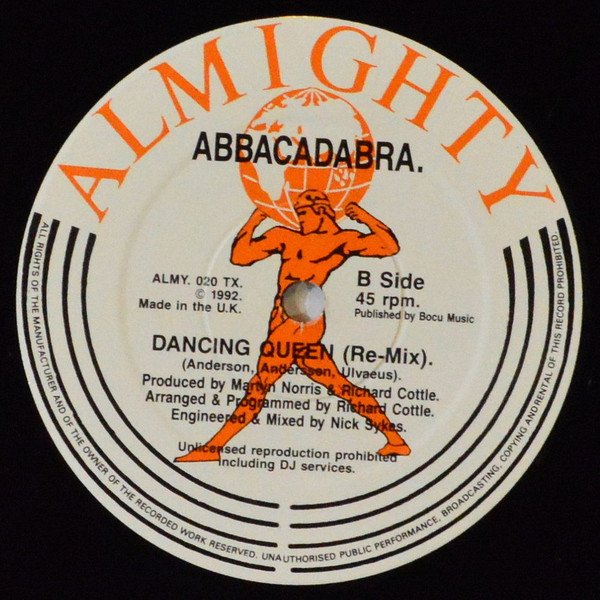 ALMIGHTY
ABBACADABRA.
ALMY. 020 TX.
© 1992.
Made in the U.K.
B Side
45 rpm.
Published by Bocu Music
DANCING QUEEN (Re-Mix).
(Anderson, Anderssen, Ulvaeus).
Produced by Martyn Norris & Richard Cottle.
Arranged & Programmed by Richard Cottle.
Engineered & Mixed by Nick Sykes.
Unlicensed reproduction prohibited
including DJ services.
ALL RIGHTS OF THE MANUFACTURER AND OF THE OWNER OF THE RECORDED WORK RESERVED. UNAUTHORISED PUBLIC PERFORMANCE, BROADCASTING, COPYING AND RENTAL OF THIS RECORD PROHIBITED.